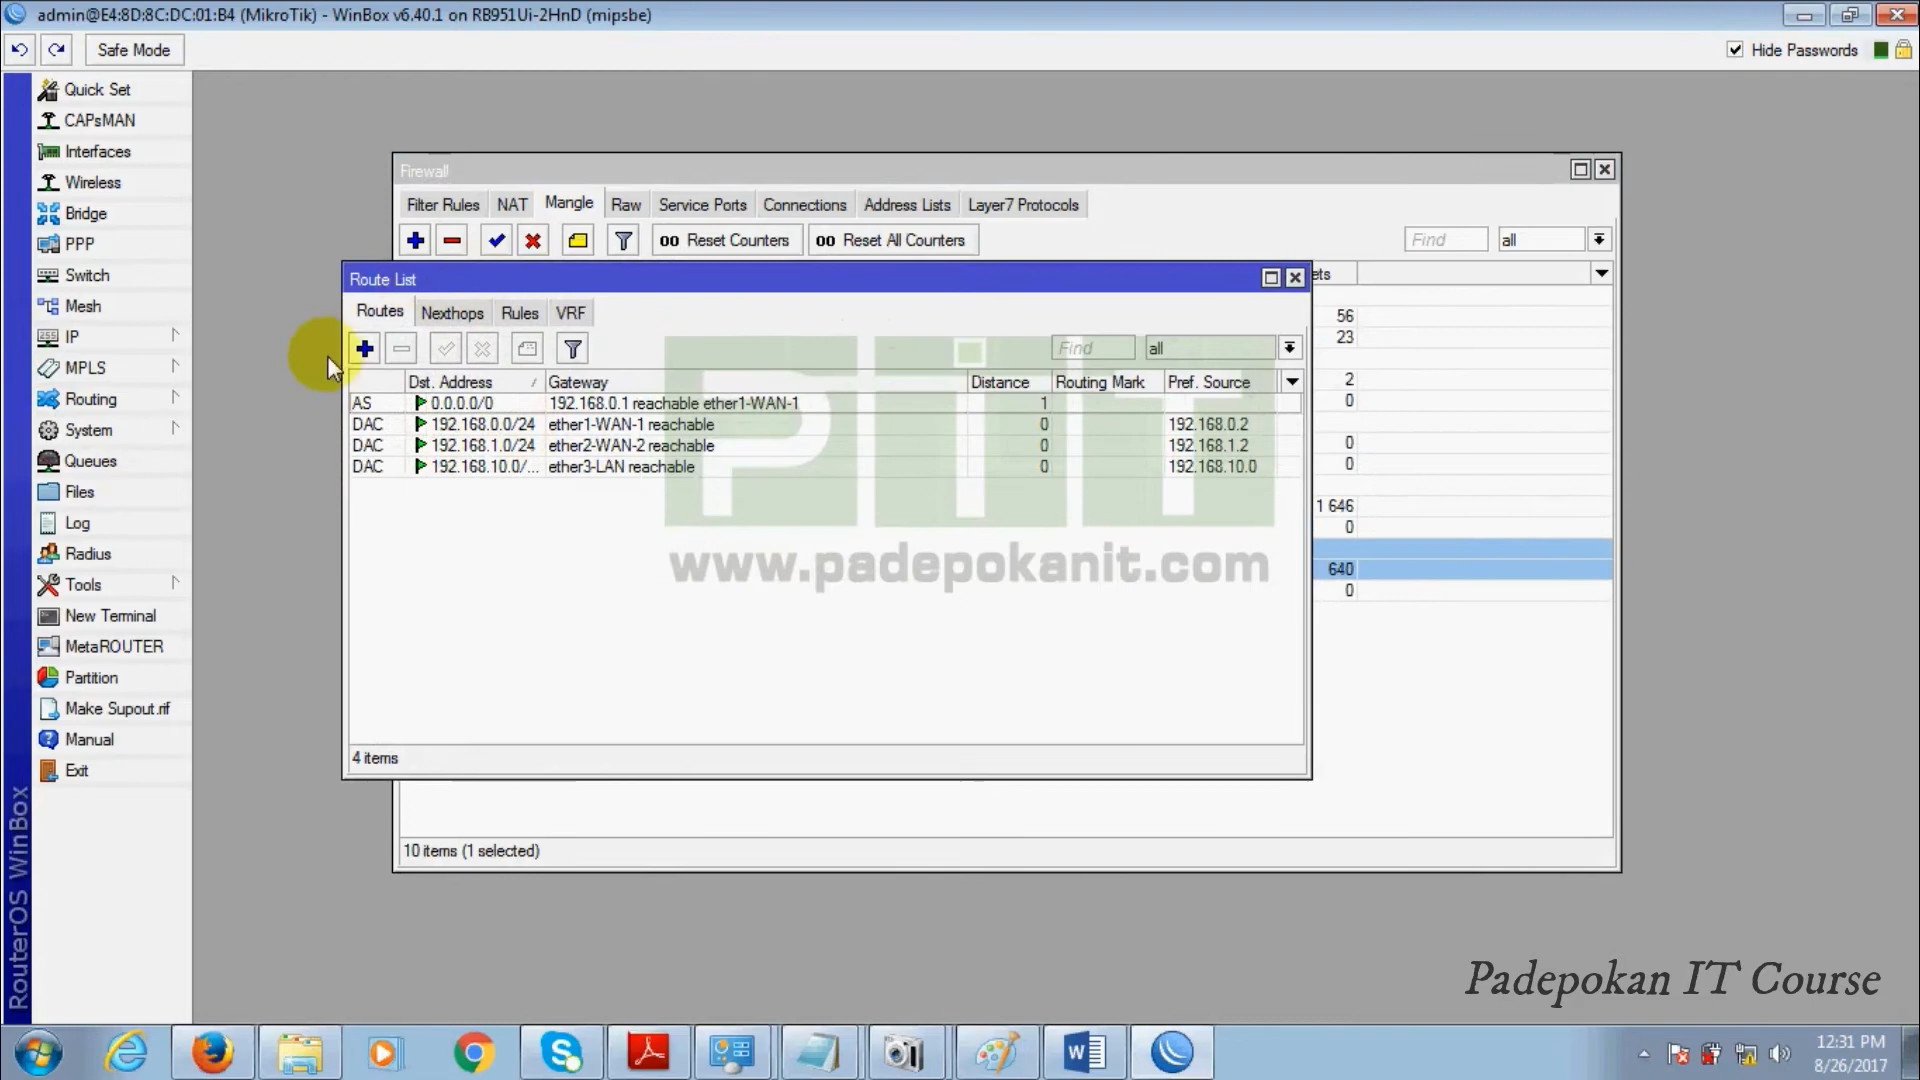 admin@E4:8D:8C:DC:01:B4 (MikroTik) - WinBox v6.40.1 on RB951Ui-2HnD (mipsbe)
Safe Mode
Hide Passwords
Quick Set
CAPsMAN
Interfaces
Wireless
Bridge
PPP
Switch
Mesh
IP
MPLS
Routing
System
Queues
Files
Log
Radius
Tools
New Terminal
MetaROUTER
Partition
Make Supout.rif
Manual
Exit
RouterOS WinBox
Firewall
Filter Rules NAT Mangle Raw Service Ports Connections Address Lists Layer7 Protocols
00 Reset Counters 00 Reset All Counters Find all
ets
56
23
2
0
0
0
1 646
0
640
0
Route List
Routes Nexthops Rules VRF
Find all
Dst. Address / Gateway Distance Routing Mark Pref. Source
AS 0.0.0.0/0 192.168.0.1 reachable ether1-WAN-1 1
DAC 192.168.0.0/24 ether1-WAN-1 reachable 0 192.168.0.2
DAC 192.168.1.0/24 ether2-WAN-2 reachable 0 192.168.1.2
DAC 192.168.10.0/... ether3-LAN reachable 0 192.168.10.0
PIT
www.padepokanit.com
4 items
10 items (1 selected)
Padepokan IT Course
12:31 PM
8/26/2017